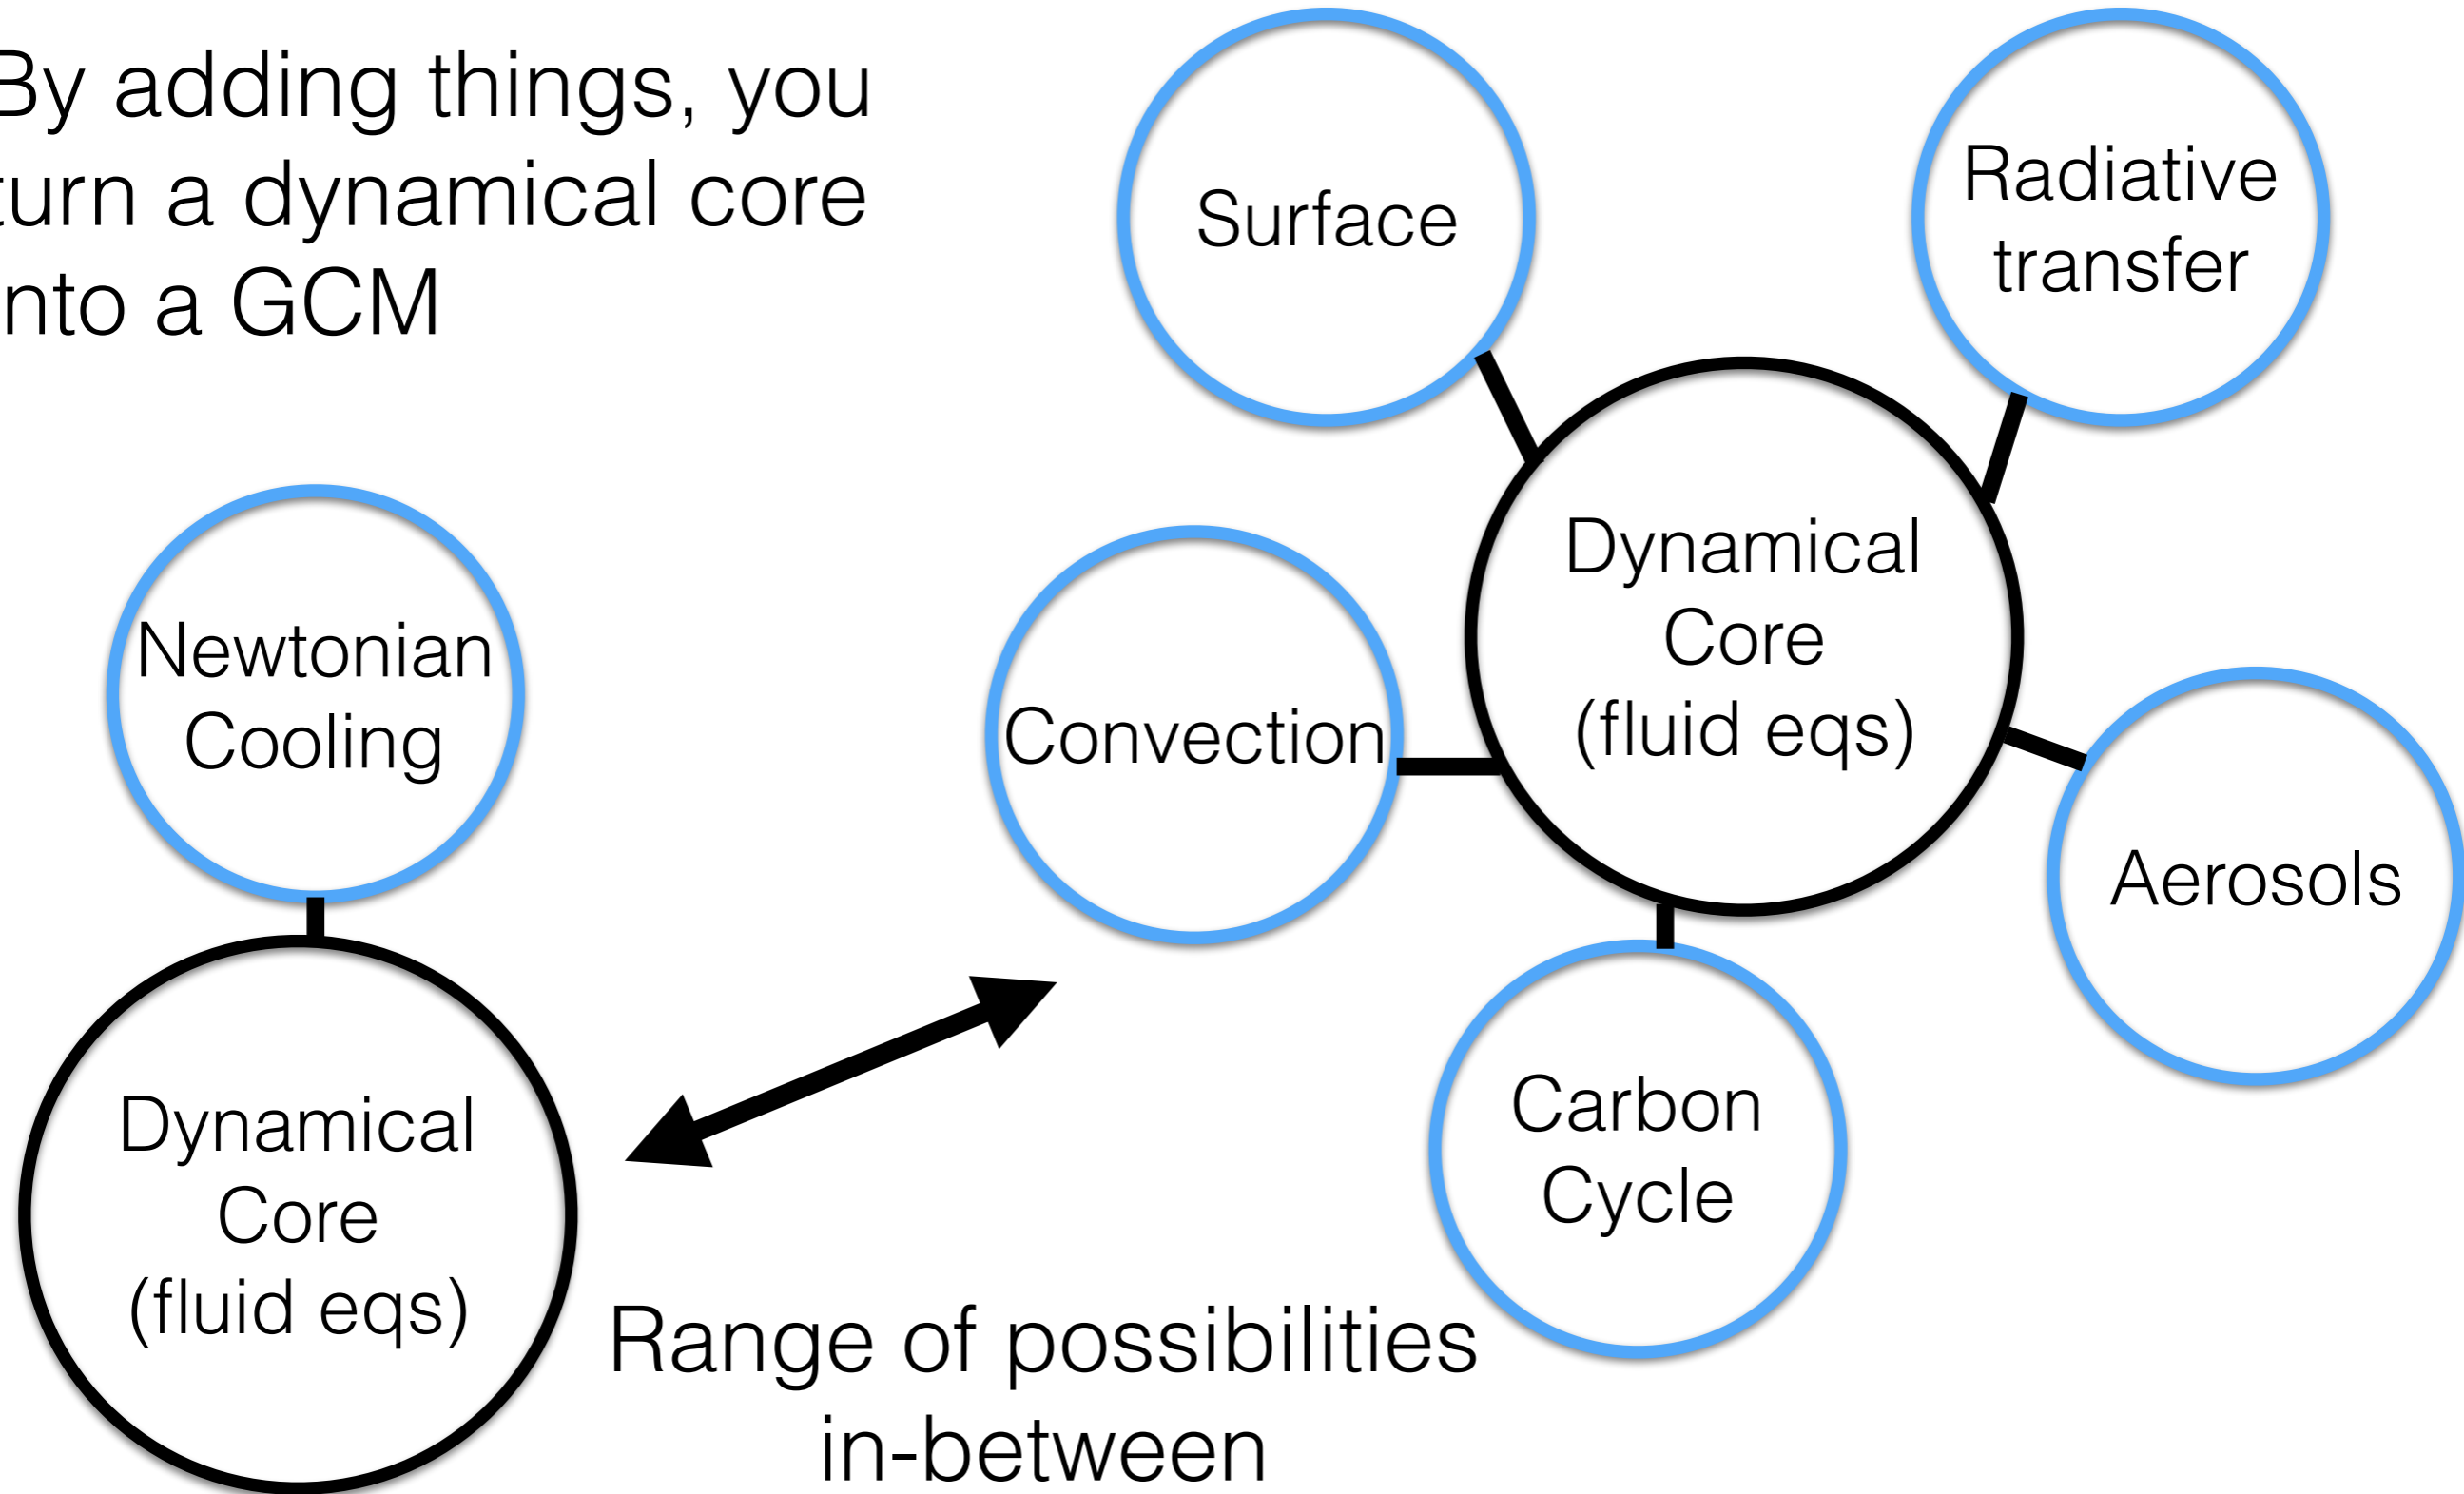 By adding things, you
turn a dynamical core
into a GCM
Surface
Radiative
transfer
Newtonian
Cooling
Convection
Dynamical
Core
(fluid eqs)
Aerosols
Carbon
Cycle
Dynamical
Core
(fluid eqs)
Range of possibilities
in-between